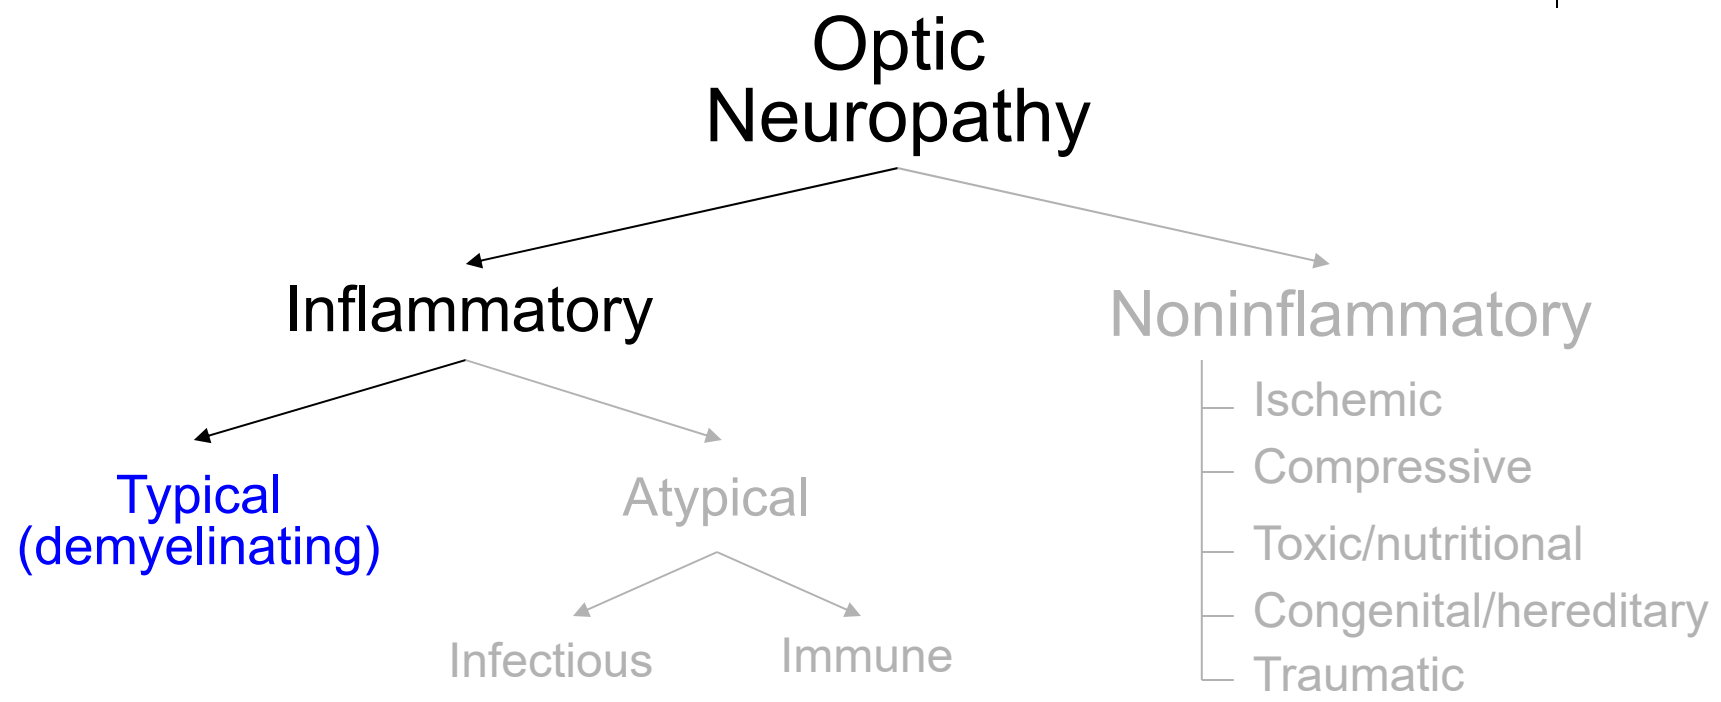 Optic
Neuropathy
Inflammatory
Noninflammatory
Typical
(demyelinating)
Atypical
Infectious
Immune
Ischemic
Compressive
Toxic/nutritional
Congenital/hereditary
Traumatic